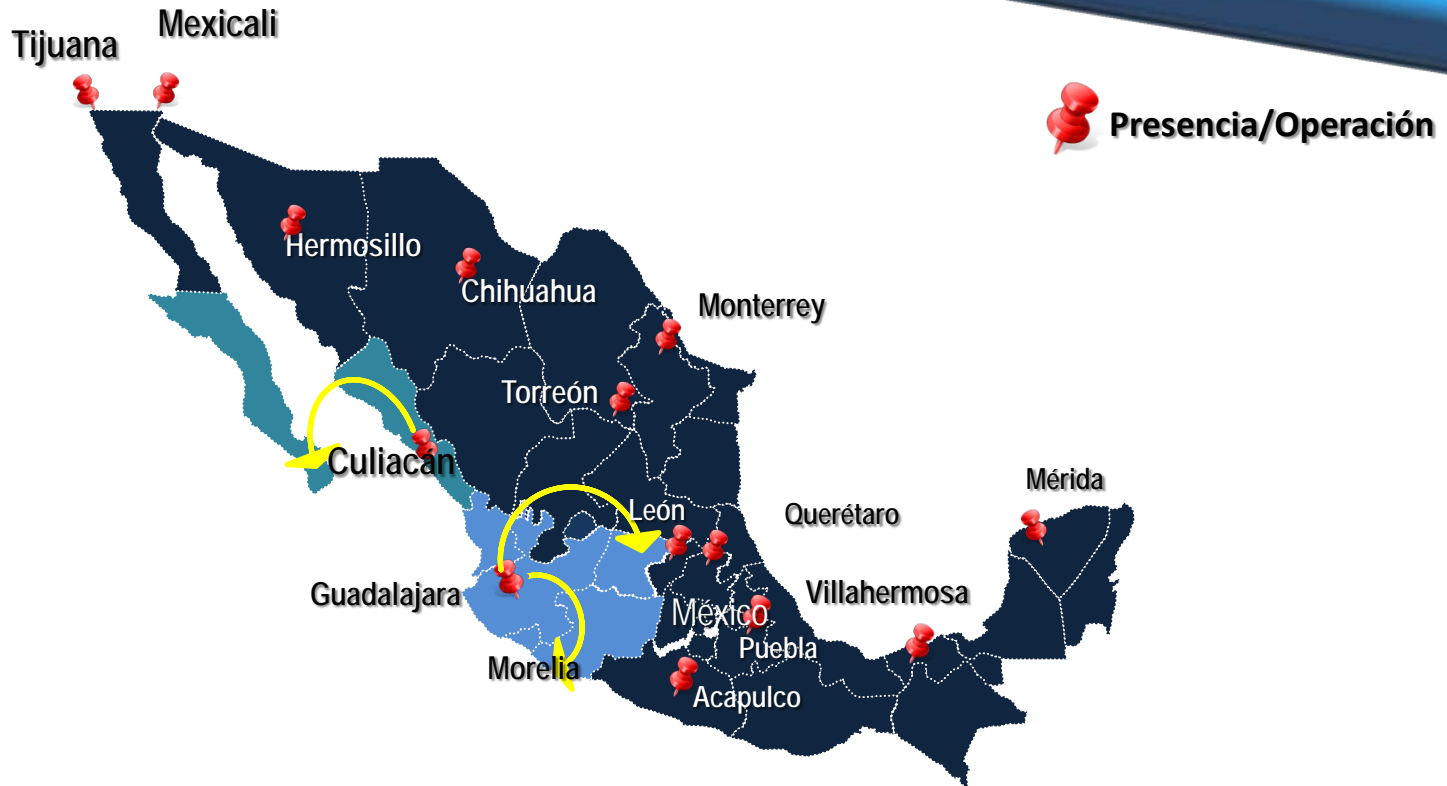 Mexicali
Tijuana
Presencia/Operación
Hermosillo
Chihuahua
Monterrey
Torreón
Culiacán
Mérida
León
Querétaro
Guadalajara
Villahermosa
México
Puebla
Morelia
Acapulco